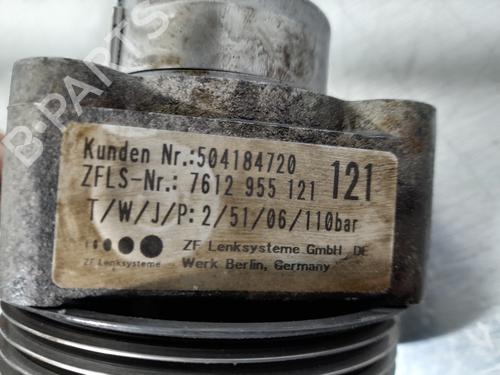 B-PARTS
Kunden Nr.:504184720
ZFLS-Nr.: 7612 955 121 121
T/W/J/P: 2/51/06/110bar
ZF Lenksysteme GmbH, DE
ZF Lenksysteme Werk Berlin, Germany